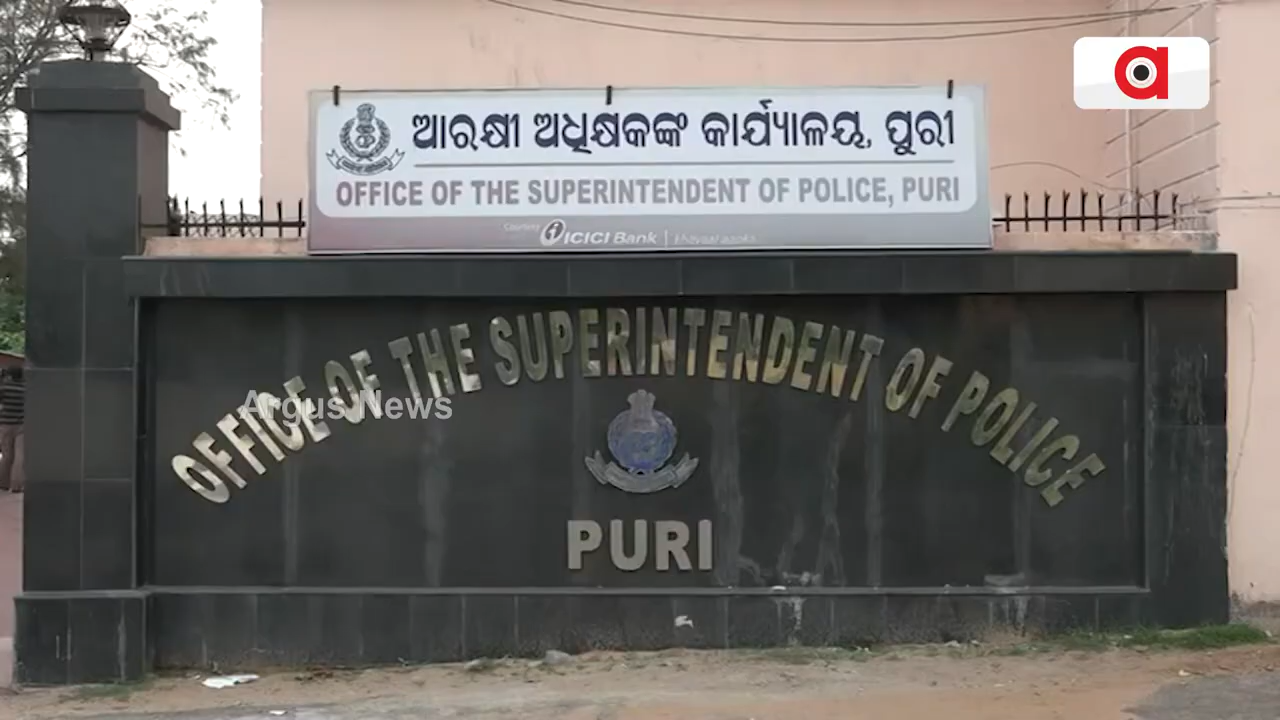 ଆରକ୍ଷୀ ଅଧିକ୍ଷକଙ୍କ କାର୍ଯ୍ୟାଳୟ, ପୁରୀ
OFFICE OF THE SUPERINTENDENT OF POLICE, PURI
ICICI Bank
OFFICE OF THE SUPERINTENDENT OF POLICE
Argus News
PURI